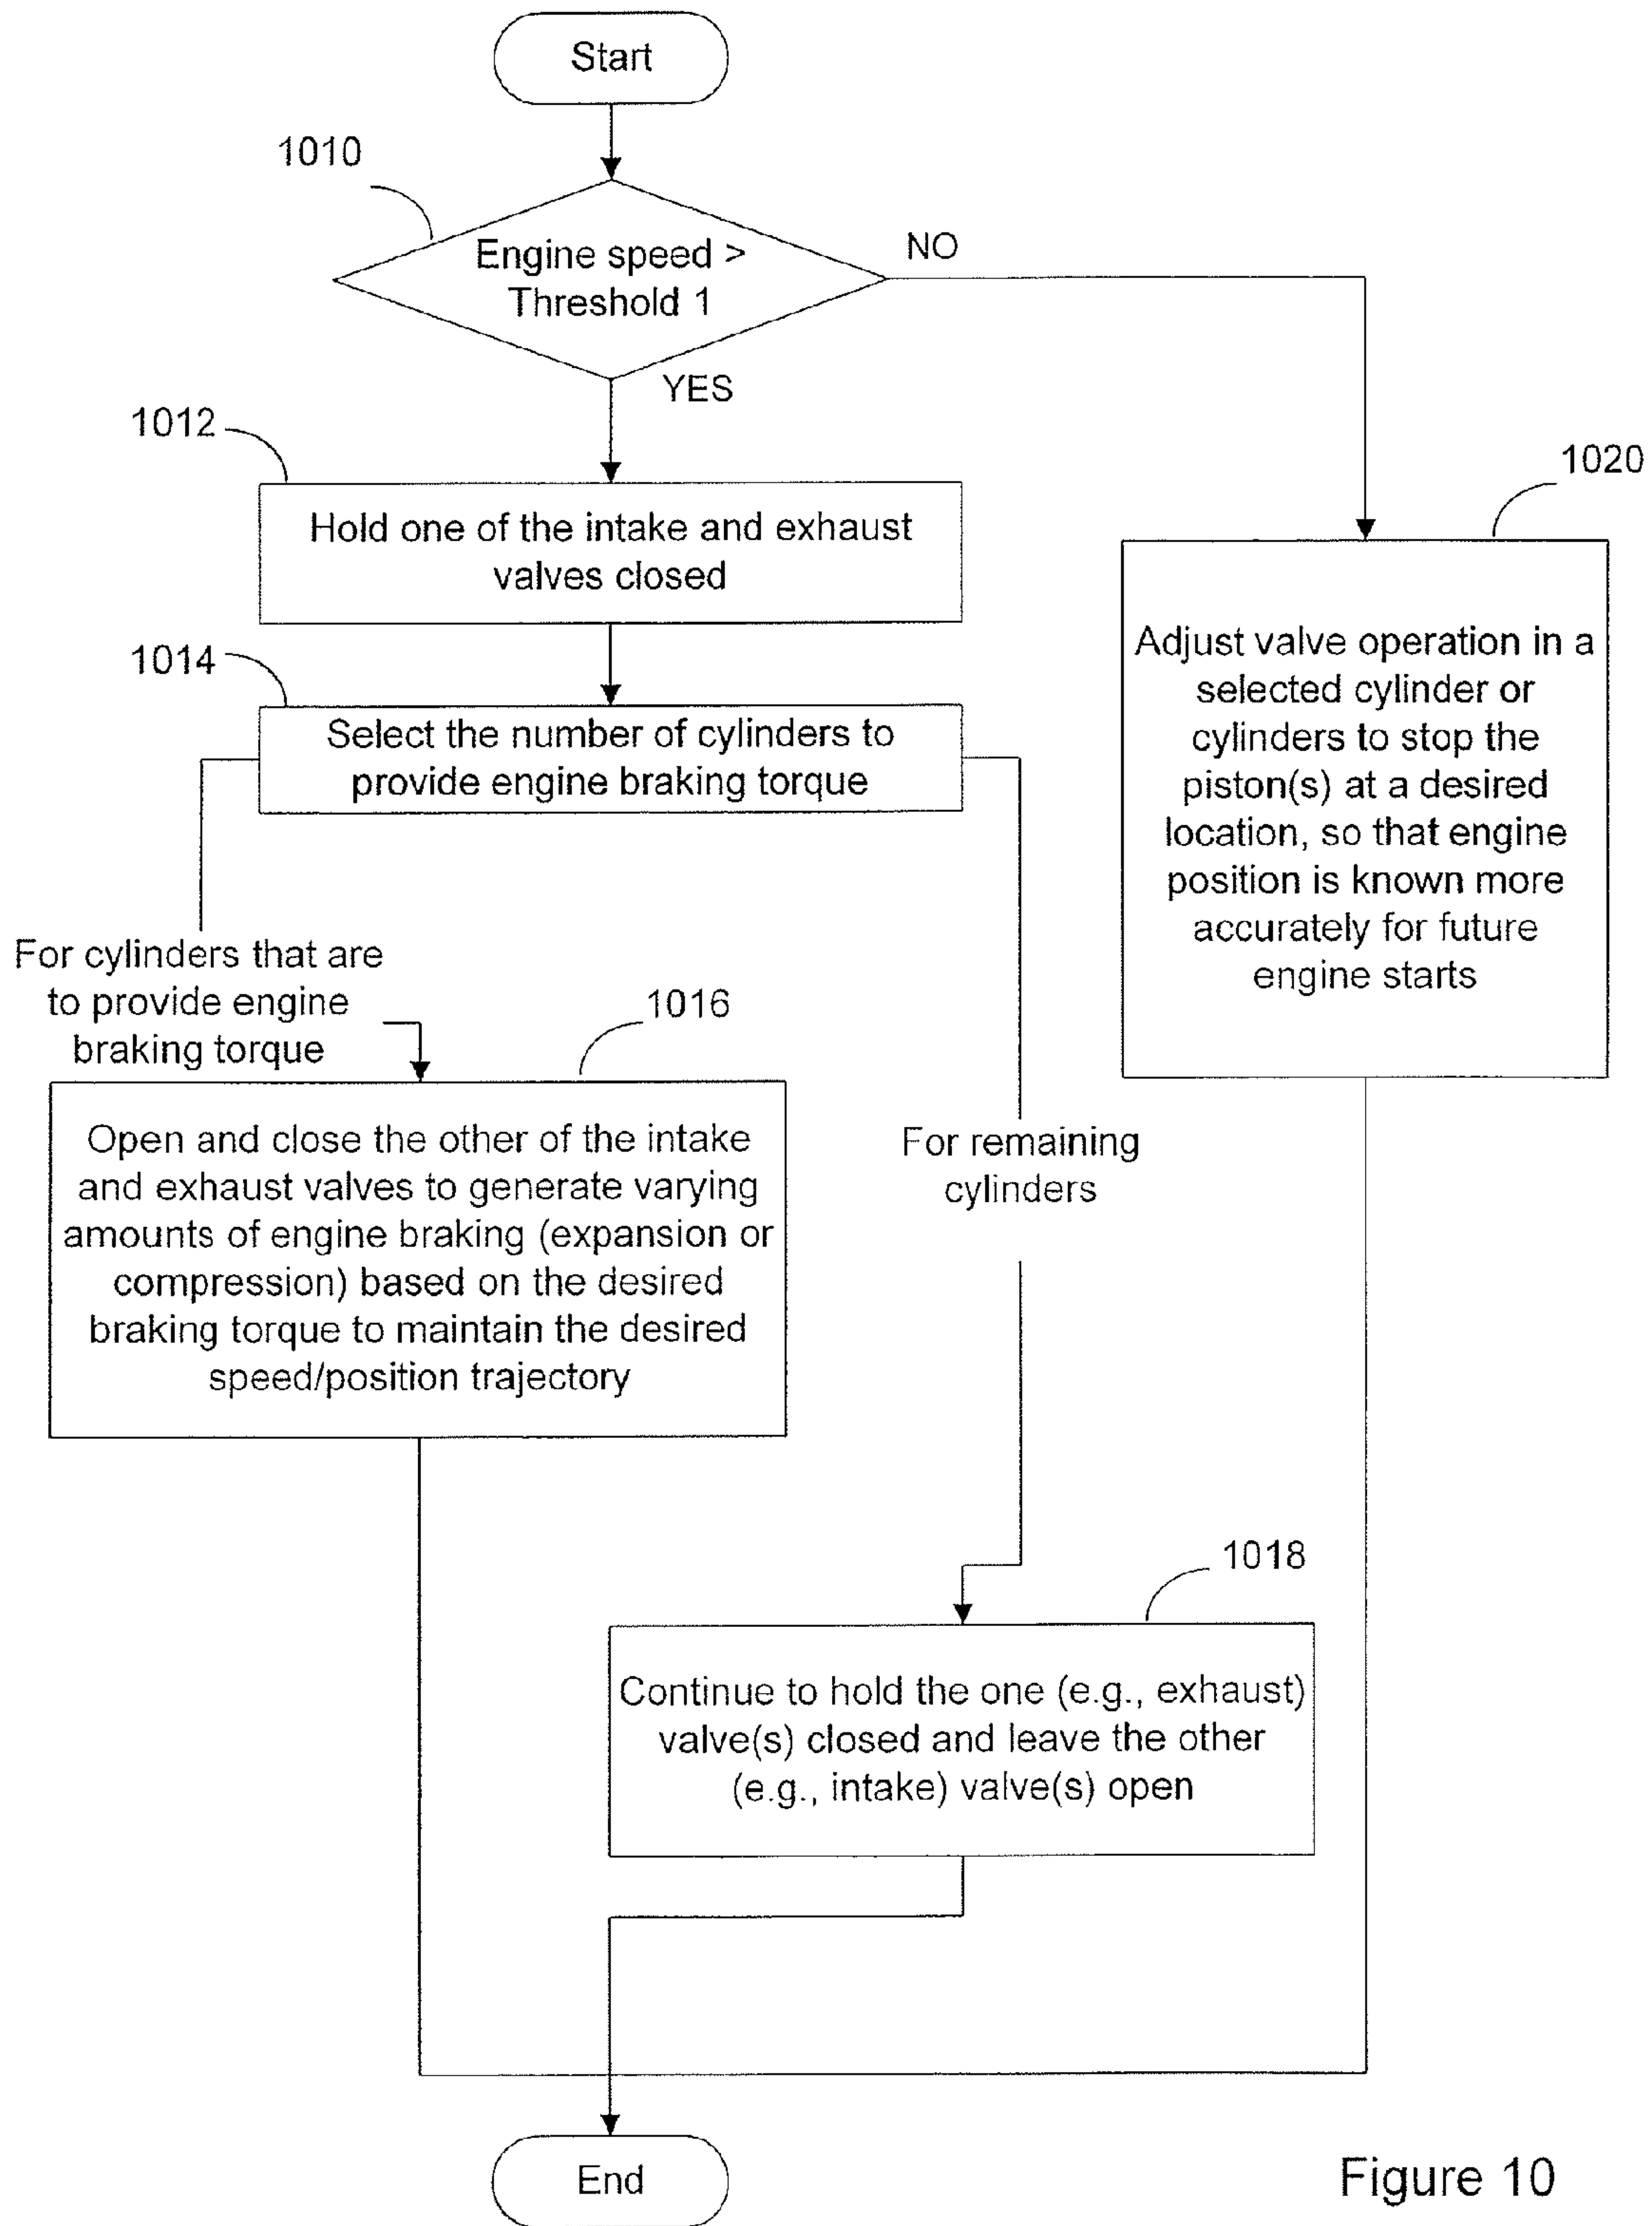 Start
1010
Engine speed >
Threshold 1
NO
YES
1012
Hold one of the intake and exhaust
valves closed
1014
Select the number of cylinders to
provide engine braking torque
1020
Adjust valve operation in a
selected cylinder or
cylinders to stop the
piston(s) at a desired
location, so that engine
position is known more
accurately for future
engine starts
For cylinders that are
to provide engine
braking torque
1016
Open and close the other of the intake
and exhaust valves to generate varying
amounts of engine braking (expansion or
compression) based on the desired
braking torque to maintain the desired
speed/position trajectory
For remaining
cylinders
1018
Continue to hold the one (e.g., exhaust)
valve(s) closed and leave the other
(e.g., intake) valve(s) open
End
Figure 10